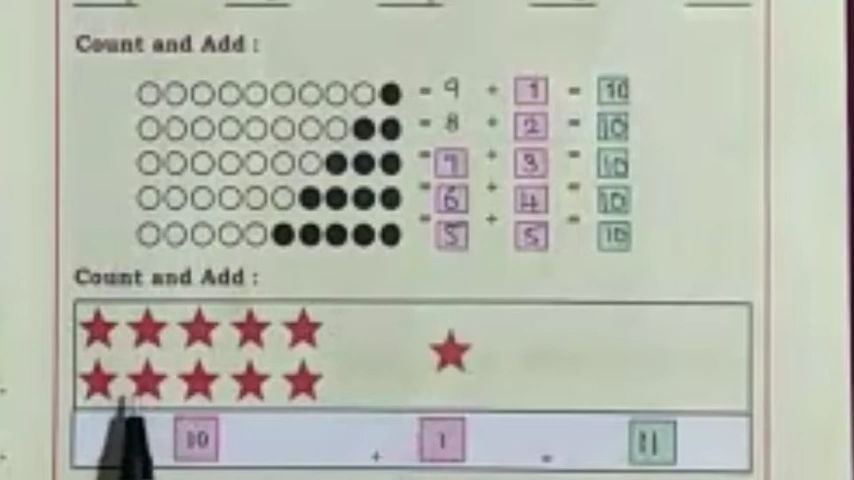 Count and Add :
= 9 + 1 = 10
= 8 + 2 = 10
= 7 + 3 = 10
= 6 + 4 = 10
= 5 + 5 = 10
Count and Add :
10 + 1 = 11